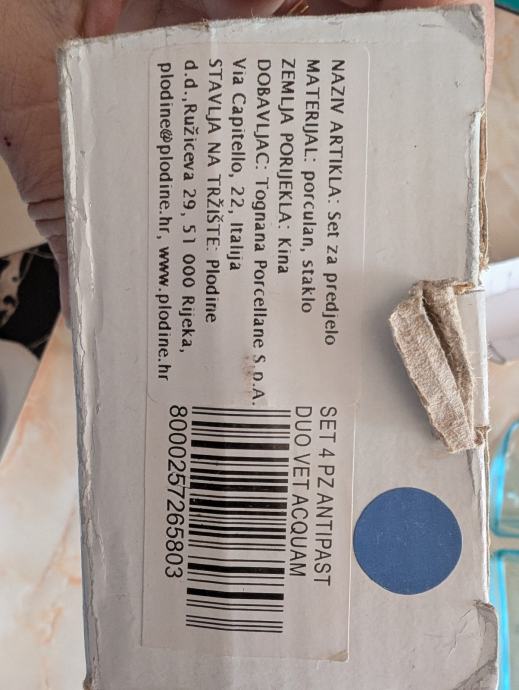 NAZIV ARTIKLA: Set za predjelo
MATERIJAL: porculan, staklo
ZEMLJA PORIJEKLA: Kina
DOBAVLJAC: Tognana Porcellane S.p.A.
Via Capitello, 22, Italija
STAVLJA NA TRŽIŠTE: Plodine
d.d.,Ružiceva 29, 51 000 Rijeka,
plodine@plodine.hr, www.plodine.hr
SET 4 PZ ANTIPAST
DUO VET ACQUAM
8000257265803